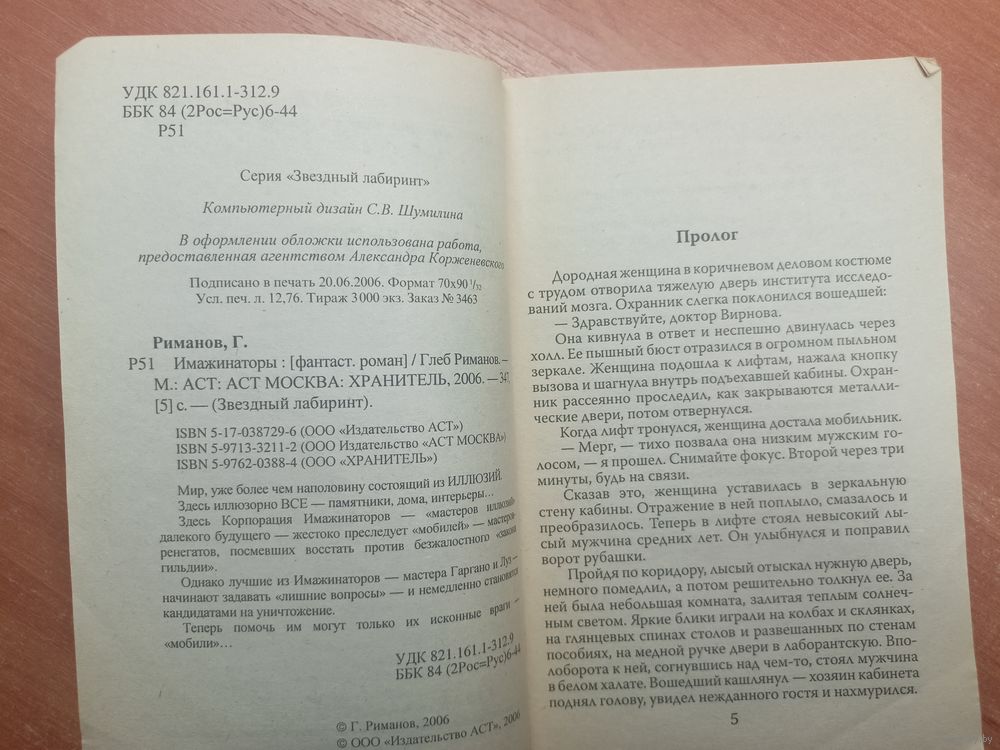 УДК 821.161.1-312.9
ББК 84 (2Рос=Рус)6-44
Р51
Серия «Звездный лабиринт»
Компьютерный дизайн С.В. Шумилина
В оформлении обложки использована работа,
предоставленная агентством Александра Корженевского
Подписано в печать 20.06.2006. Формат 70x90 1/32
Усл. печ. л. 12,76. Тираж 3 000 экз. Заказ № 3463
Риманов, Г.
Р51 Имажинаторы : [фантаст. роман] / Глеб Риманов. –
М.: АСТ: АСТ МОСКВА: ХРАНИТЕЛЬ, 2006. — 347,
[5] с. — (Звездный лабиринт).
ISBN 5-17-038729-6 (ООО «Издательство АСТ»)
ISBN 5-9713-3211-2 (ООО Издательство «АСТ МОСКВА»)
ISBN 5-9762-0388-4 (ООО «ХРАНИТЕЛЬ»)
Мир, уже более чем наполовину состоящий из ИЛЛЮЗИЙ.
Здесь иллюзорно ВСЕ — памятники, дома, интерьеры…
Здесь Корпорация Имажинаторов — «мастеров иллюзий»
далекого будущего — жестоко преследует «мобилей» — мастеров-
ренегатов, посмевших восстать против безжалостного «закона
гильдии».
Однако лучшие из Имажинаторов — мастера Гаргано и Луз –
начинают задавать «лишние вопросы» — и немедленно становятся
кандидатами на уничтожение.
Теперь помочь им могут только их исконные враги –
«мобили»…
УДК 821.161.1-312.9
ББК 84 (2Рос=Рус)6-44
© Г. Риманов, 2006
© ООО «Издательство АСТ», 2006
Пролог
Дородная женщина в коричневом деловом костюме
с трудом отворила тяжелую дверь института исследо-
ваний мозга. Охранник слегка поклонился вошедшей:
— Здравствуйте, доктор Вирнова.
Она кивнула в ответ и неспешно двинулась через
холл. Ее пышный бюст отразился в огромном пыльном
зеркале. Женщина подошла к лифтам, нажала кнопку
вызова и шагнула внутрь подъехавшей кабины. Охран-
ник рассеянно проследил, как закрываются металли-
ческие двери, потом отвернулся.
Когда лифт тронулся, женщина достала мобильник.
— Мерг, — тихо позвала она низким мужским го-
лосом, — я прошел. Снимайте фокус. Второй через три
минуты, будь на связи.
Сказав это, женщина уставилась в зеркальную
стену кабины. Отражение в ней поплыло, смазалось и
преобразилось. Теперь в лифте стоял невысокий лы-
сый мужчина средних лет. Он улыбнулся и поправил
ворот рубашки.
Пройдя по коридору, лысый отыскал нужную дверь,
немного помедлил, а потом решительно толкнул ее. За
ней была небольшая комната, залитая теплым солнеч-
ным светом. Яркие блики играли на колбах и склянках,
на глянцевых спинах столов и развешанных по стенам
пособиях, на медной ручке двери в лаборантскую. Впо-
лоборота к ней, согнувшись над чем-то, стоял мужчина
в белом халате. Вошедший кашлянул — хозяин кабинета
поднял голову, увидел нежданного гостя и нахмурился.
5